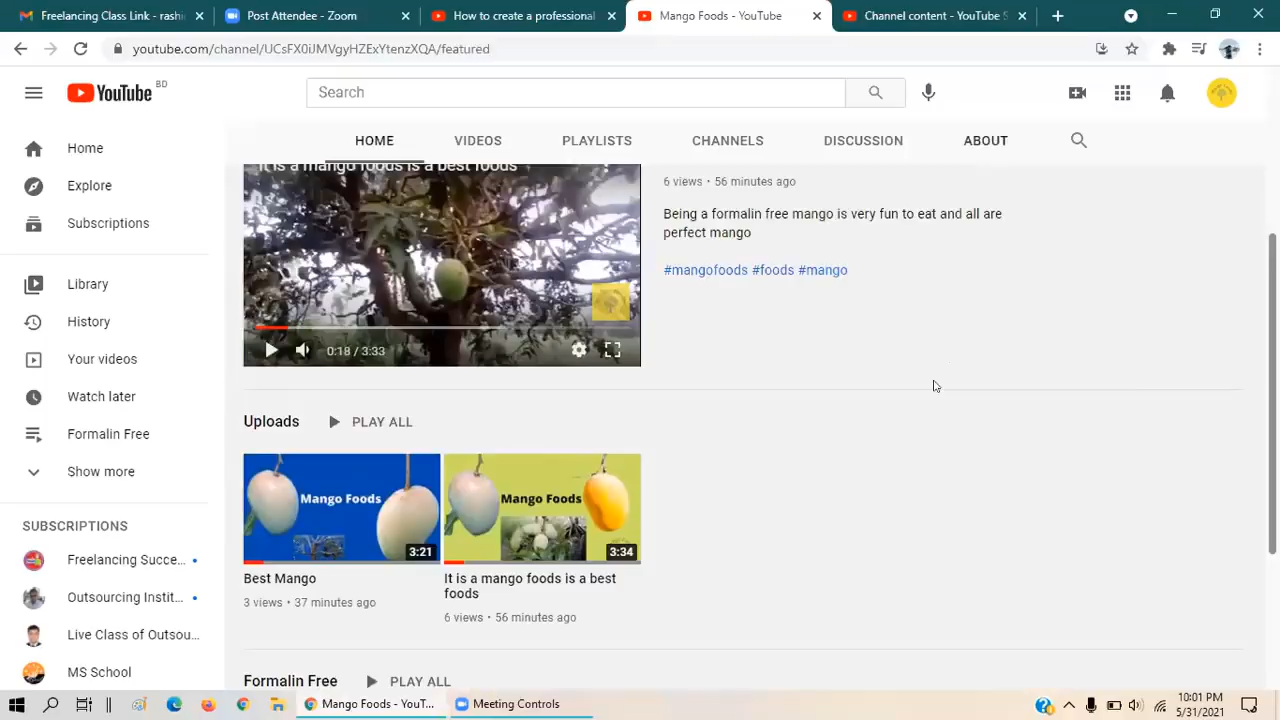 Freelancing Class Link - rashi
Post Attendee - Zoom
How to create a professional
Mango Foods - YouTube
Channel content - YouTube S
youtube.com/channel/UCsFX0iJMVgyHZExYtenzXQA/featured
YouTube BD
Search
HOME VIDEOS PLAYLISTS CHANNELS DISCUSSION ABOUT
Home
Explore
Subscriptions
Library
History
Your videos
Watch later
Formalin Free
Show more
SUBSCRIPTIONS
Freelancing Succe...
Outsourcing Instit...
Live Class of Outsou...
MS School
It is a mango foods is a best foods
0:18 / 3:33
6 views • 56 minutes ago
Being a formalin free mango is very fun to eat and all are
perfect mango
#mangofoods #foods #mango
Uploads PLAY ALL
Mango Foods
3:21
Best Mango
3 views • 37 minutes ago
Mango Foods
3:34
It is a mango foods is a best
foods
6 views • 56 minutes ago
Formalin Free PLAY ALL
Mango Foods - YouT...
Meeting Controls
10:01 PM
5/31/2021